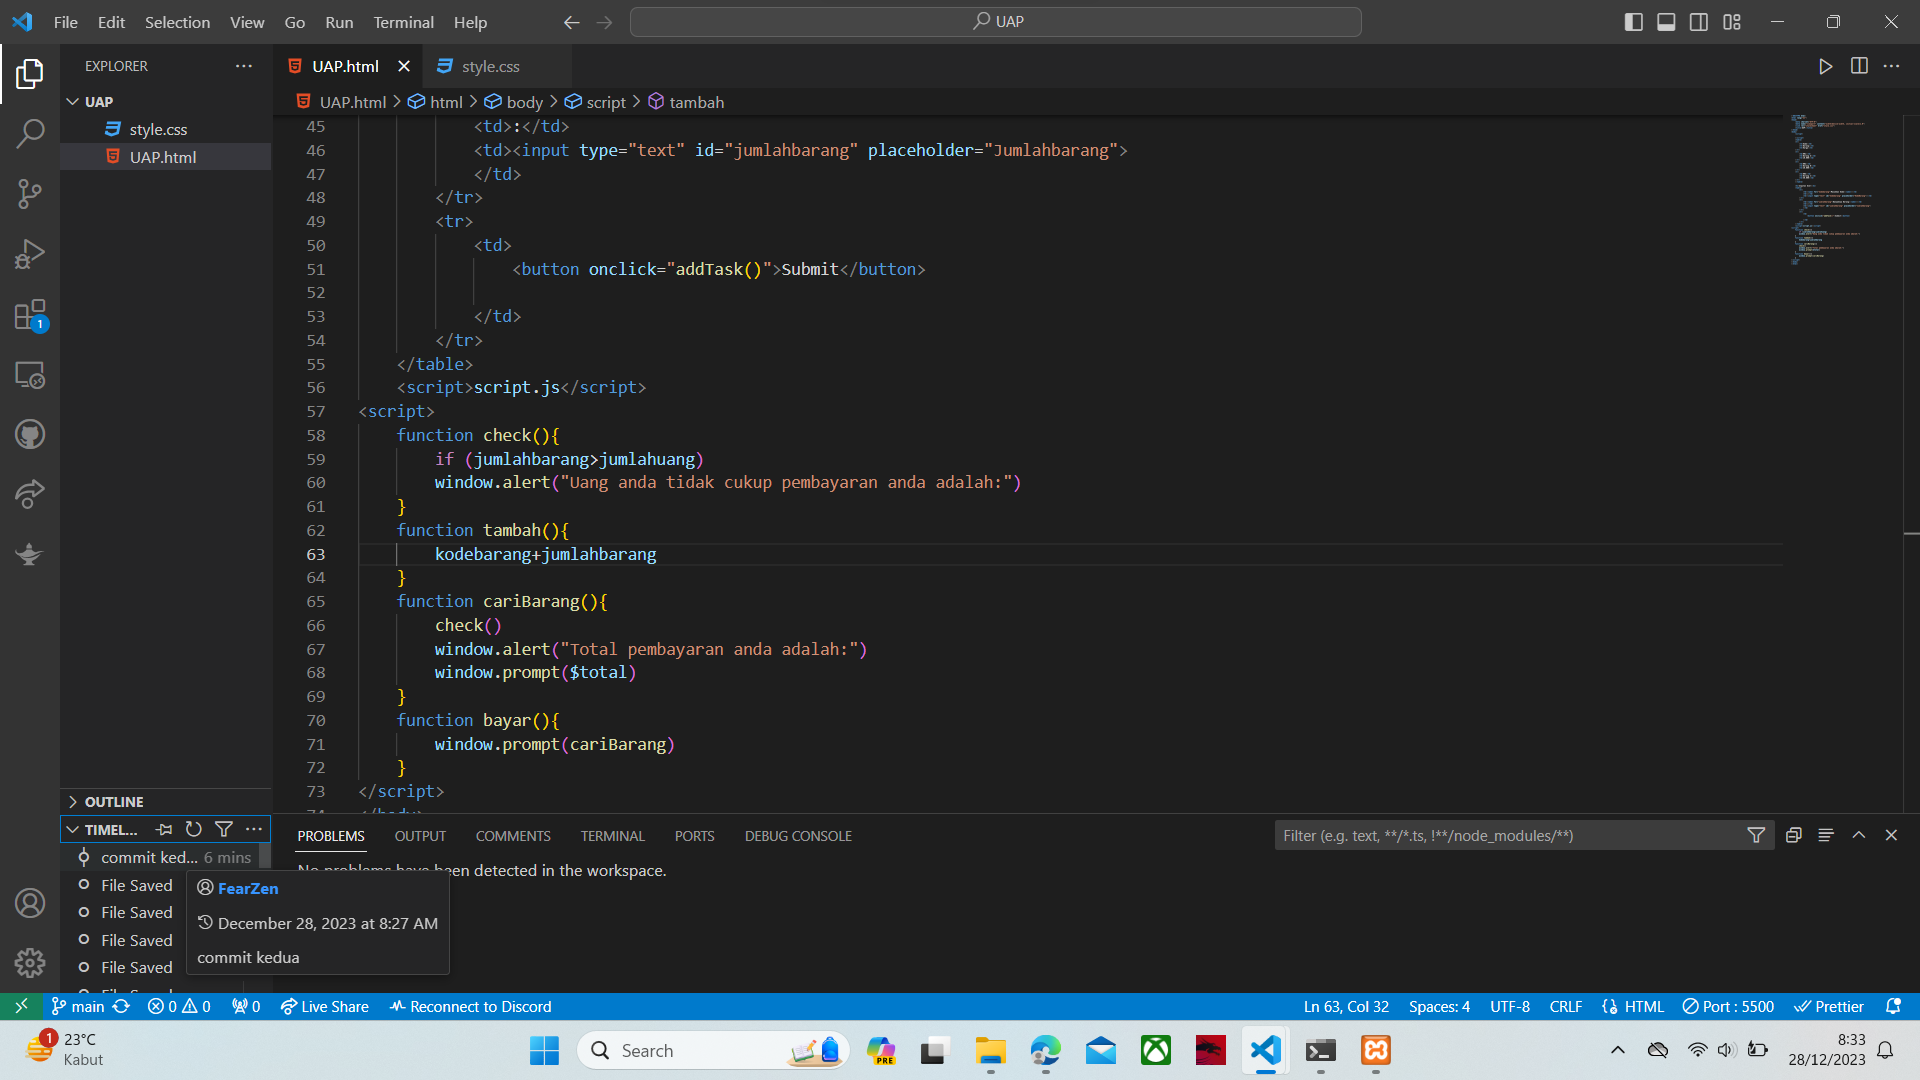 File Edit Selection View Go Run Terminal Help
UAP
EXPLORER
UAP
style.css
UAP.html
UAP.html style.css
UAP.html > html > body > script > tambah
45 <td>:</td>
46 <td><input type="text" id="jumlahbarang" placeholder="Jumlahbarang">
47 </td>
48 </tr>
49 <tr>
50 <td>
51 <button onclick="addTask()">Submit</button>
52
53 </td>
54 </tr>
55 </table>
56 <script>script.js</script>
57 <script>
58 function check(){
59 if (jumlahbarang>jumlahuang)
60 window.alert("Uang anda tidak cukup pembayaran anda adalah:")
61 }
62 function tambah(){
63 kodebarang+jumlahbarang
64 }
65 function cariBarang(){
66 check()
67 window.alert("Total pembayaran anda adalah:")
68 window.prompt($total)
69 }
70 function bayar(){
71 window.prompt(cariBarang)
72 }
73 </script>
OUTLINE
TIMEL...
commit ked... 6 mins
File Saved
File Saved
File Saved
File Saved
FearZen
December 28, 2023 at 8:27 AM
commit kedua
1
PROBLEMS OUTPUT COMMENTS TERMINAL PORTS DEBUG CONSOLE
Filter (e.g. text, **/*.ts, !**/node_modules/**)
No problems have been detected in the workspace.
main 0 0 0 Live Share Reconnect to Discord
Ln 63, Col 32 Spaces: 4 UTF-8 CRLF HTML Port : 5500 Prettier
1
23°C
Kabut
Search
PRE
8:33
28/12/2023